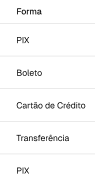 Forma
PIX
Boleto
Cartão de Crédito
Transferência
PIX